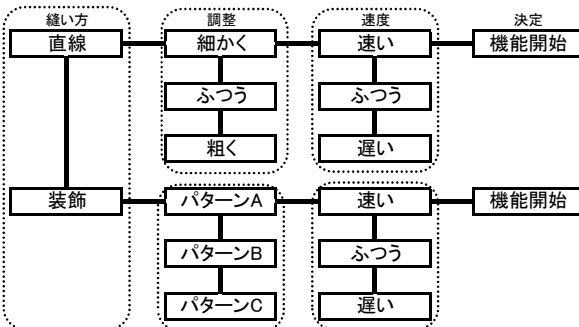 縫い方 調整 速度 決定
直線 細かく 速い 機能開始
ふつう ふつう
粗く 遅い
装飾 パターンA 速い 機能開始
パターンB ふつう
パターンC 遅い